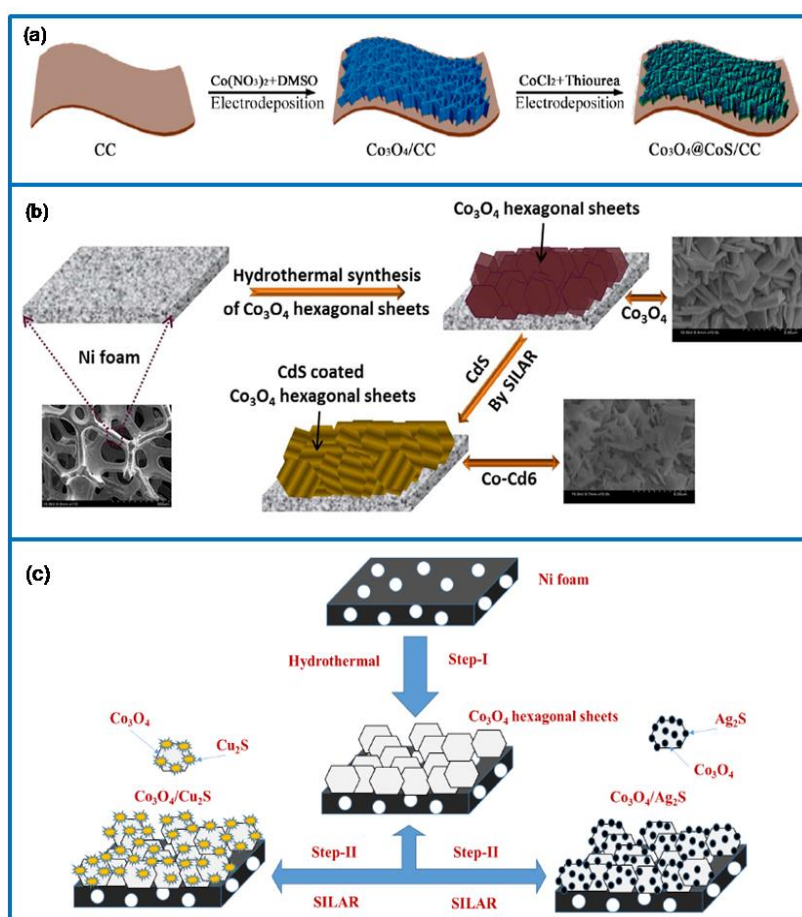 (a)
Co(NO₃)₂+DMSO
Electrodeposition
CoCl₂+Thiourea
Electrodeposition
CC
Co₃O₄/CC
Co₃O₄@CoS/CC
(b)
Co₃O₄ hexagonal sheets
Hydrothermal synthesis
of Co₃O₄ hexagonal sheets
Co₃O₄
Ni foam
CdS
By SILAR
CdS coated
Co₃O₄ hexagonal sheets
Co-Cd6
(c)
Ni foam
Hydrothermal
Step-I
Co₃O₄ hexagonal sheets
Co₃O₄
Cu₂S
Ag₂S
Co₃O₄
Co₃O₄/Cu₂S
Co₃O₄/Ag₂S
Step-II
Step-II
SILAR
SILAR